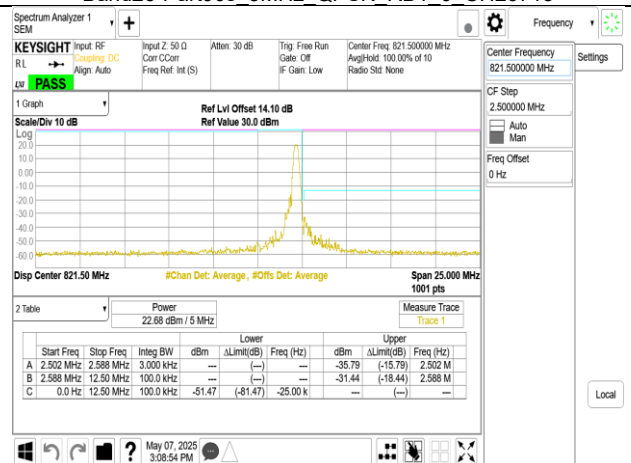 Spectrum Analyzer 1
SEM
Frequency
KEYSIGHT
RL
LXI
PASS
Input: RF
Coupling: DC
Align: Auto
Input Z: 50 Ω
Corr CCorr
Freq Ref: Int (S)
Atten: 30 dB
Trig: Free Run
Gate: Off
IF Gain: Low
Center Freq: 821.500000 MHz
Avg|Hold: 100.00% of 10
Radio Std: None
Center Frequency
821.500000 MHz
Settings
CF Step
2.500000 MHz
Auto
Man
Freq Offset
0 Hz
1 Graph
Scale/Div 10 dB
Ref Lvl Offset 14.10 dB
Ref Value 30.0 dBm
Log
20.0
10.0
0.00
-10.0
-20.0
-30.0
-40.0
-50.0
-60.0
Disp Center 821.50 MHz
#Chan Det: Average, #Offs Det: Average
Span 25.000 MHz
1001 pts
2 Table
Power
22.68 dBm / 5 MHz
Measure Trace
Trace 1
Lower Upper
Start Freq Stop Freq Integ BW dBm ΔLimit(dB) Freq (Hz) dBm ΔLimit(dB) Freq (Hz)
A 2.502 MHz 2.588 MHz 3.000 kHz --- (---) --- -35.79 (-15.79) 2.502 M
B 2.588 MHz 12.50 MHz 100.0 kHz --- (---) --- -31.44 (-18.44) 2.588 M
C 0.0 Hz 12.50 MHz 100.0 kHz -51.47 (-81.47) -25.00 k --- (---) ---
Local
?
May 07, 2025
3:08:54 PM